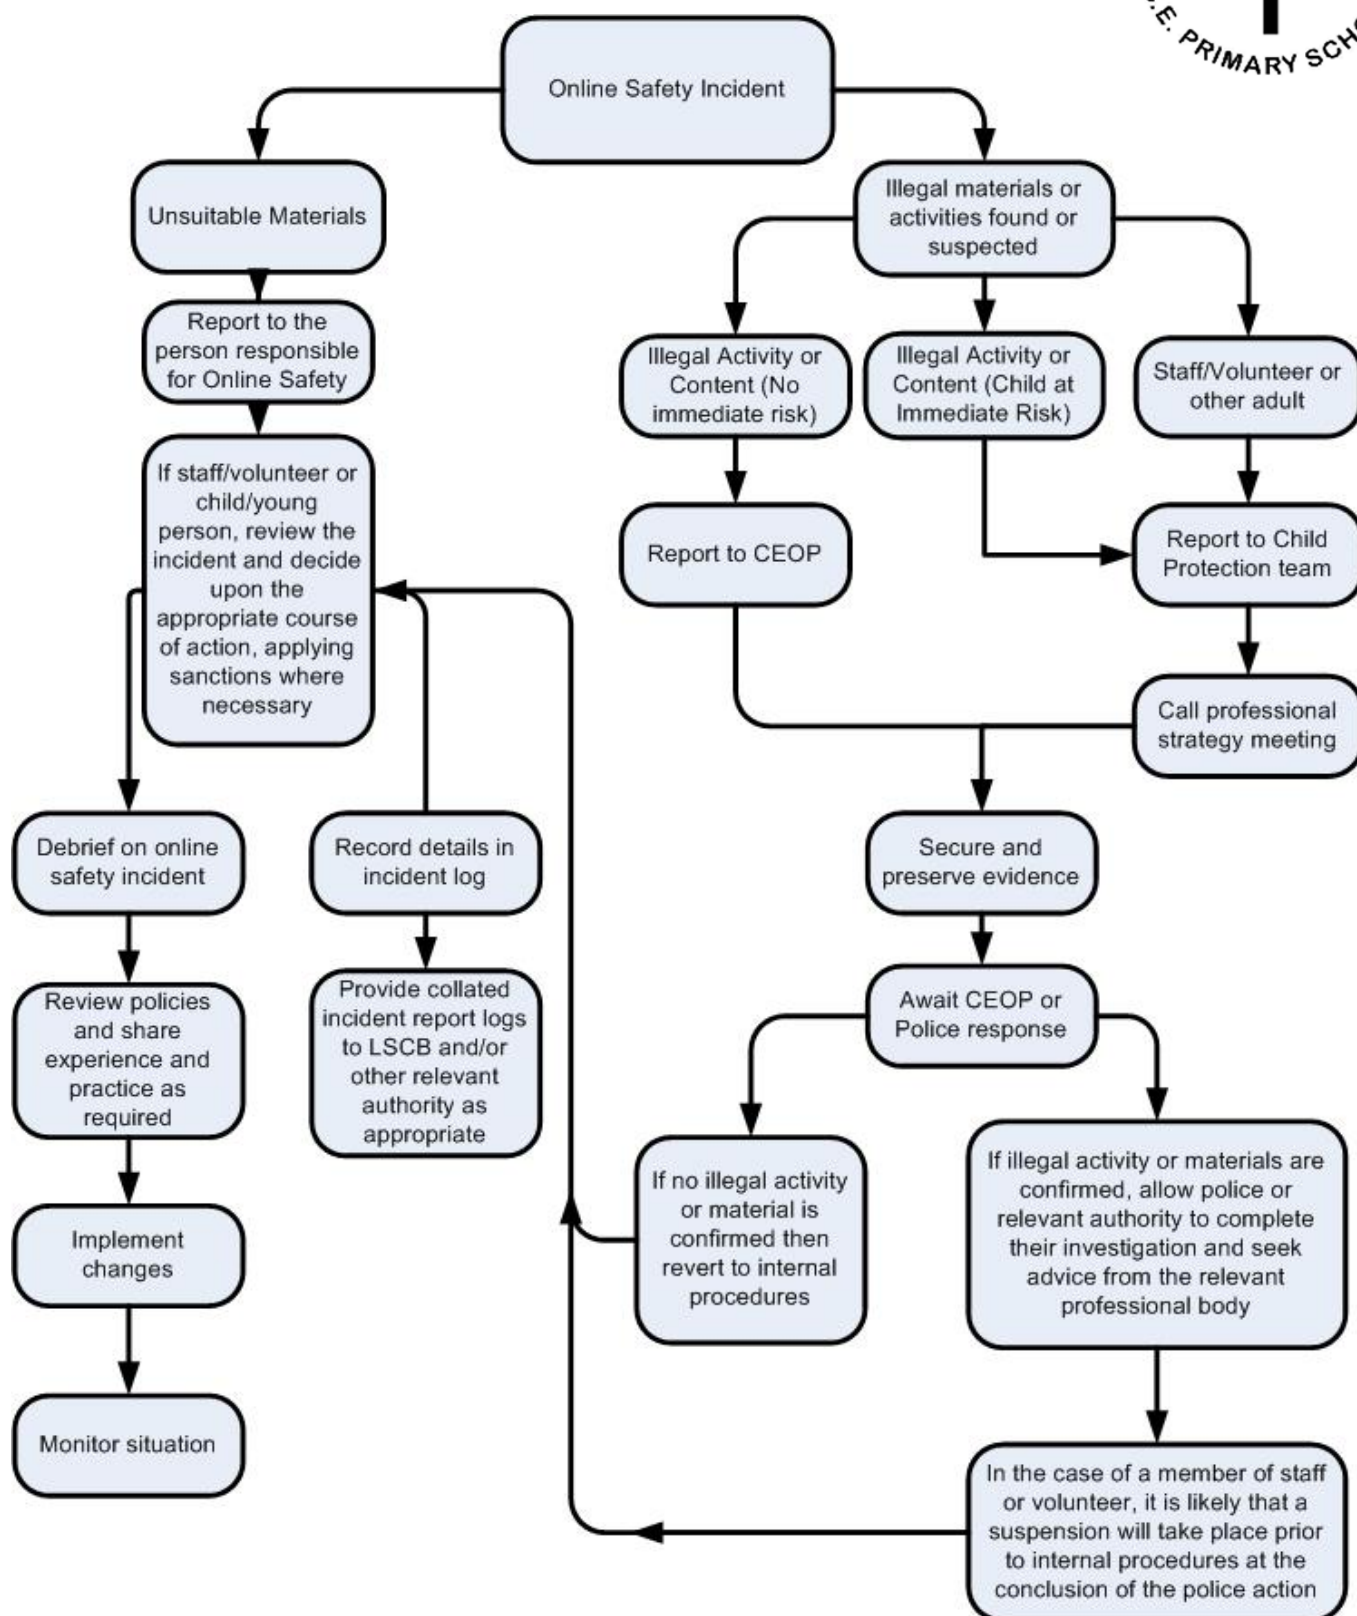 .E. PRIMARY SCH
Online Safety Incident
Unsuitable Materials
Illegal materials or
activities found or
suspected
Report to the
person responsible
for Online Safety
Illegal Activity or
Content (No
immediate risk)
Illegal Activity or
Content (Child at
Immediate Risk)
Staff/Volunteer or
other adult
If staff/volunteer or
child/young
person, review the
incident and decide
upon the
appropriate course
of action, applying
sanctions where
necessary
Report to CEOP
Report to Child
Protection team
Call professional
strategy meeting
Debrief on online
safety incident
Record details in
incident log
Secure and
preserve evidence
Review policies
and share
experience and
practice as
required
Provide collated
incident report logs
to LSCB and/or
other relevant
authority as
appropriate
Await CEOP or
Police response
If no illegal activity
or material is
confirmed then
revert to internal
procedures
If illegal activity or materials are
confirmed, allow police or
relevant authority to complete
their investigation and seek
advice from the relevant
professional body
Implement
changes
Monitor situation
In the case of a member of staff
or volunteer, it is likely that a
suspension will take place prior
to internal procedures at the
conclusion of the police action